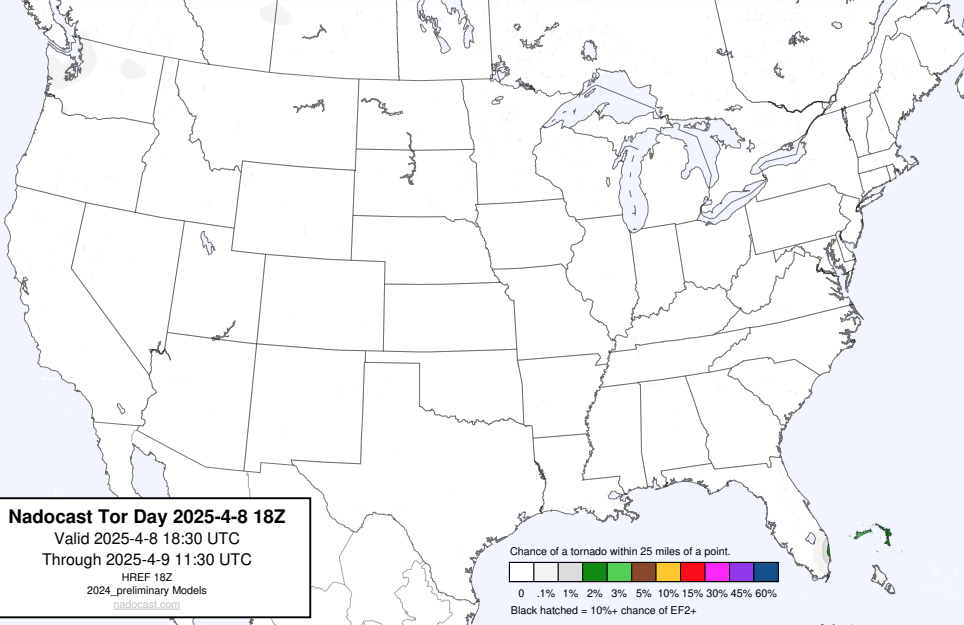 Nadocast Tor Day 2025-4-8 18Z
Valid 2025-4-8 18:30 UTC
Through 2025-4-9 11:30 UTC
HREF 18Z
2024_preliminary Models
nadocast.com
Chance of a tornado within 25 miles of a point.
0 .1% 1% 2% 3% 5% 10% 15% 30% 45% 60%
Black hatched = 10%+ chance of EF2+